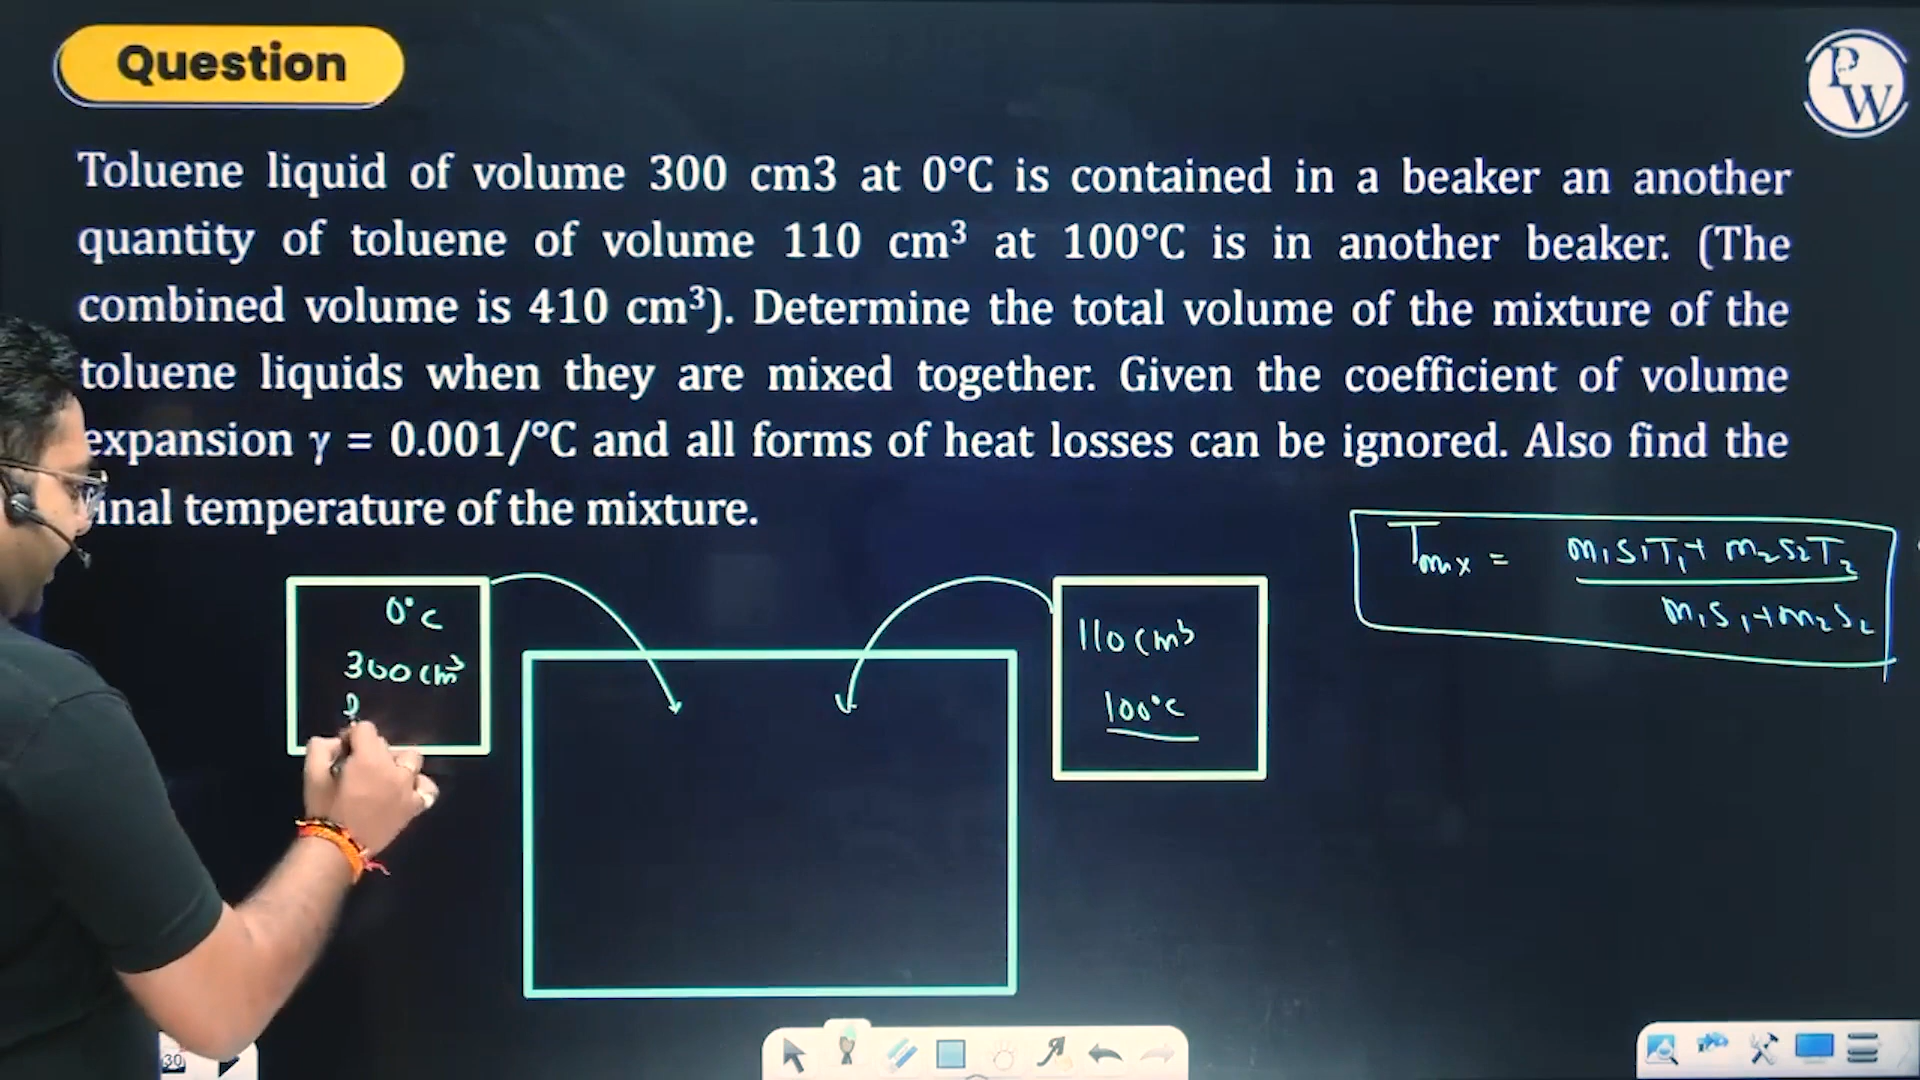 Question
PW
Toluene liquid of volume 300 cm3 at 0°C is contained in a beaker an another
quantity of toluene of volume 110 cm³ at 100°C is in another beaker. (The
combined volume is 410 cm³). Determine the total volume of the mixture of the
toluene liquids when they are mixed together. Given the coefficient of volume
expansion γ = 0.001/°C and all forms of heat losses can be ignored. Also find the
inal temperature of the mixture.
Tmix = m₁s₁T₁ + m₂s₂T₂
m₁s₁+m₂s₂
0°C
300 cm³
110 cm³
100°C
30